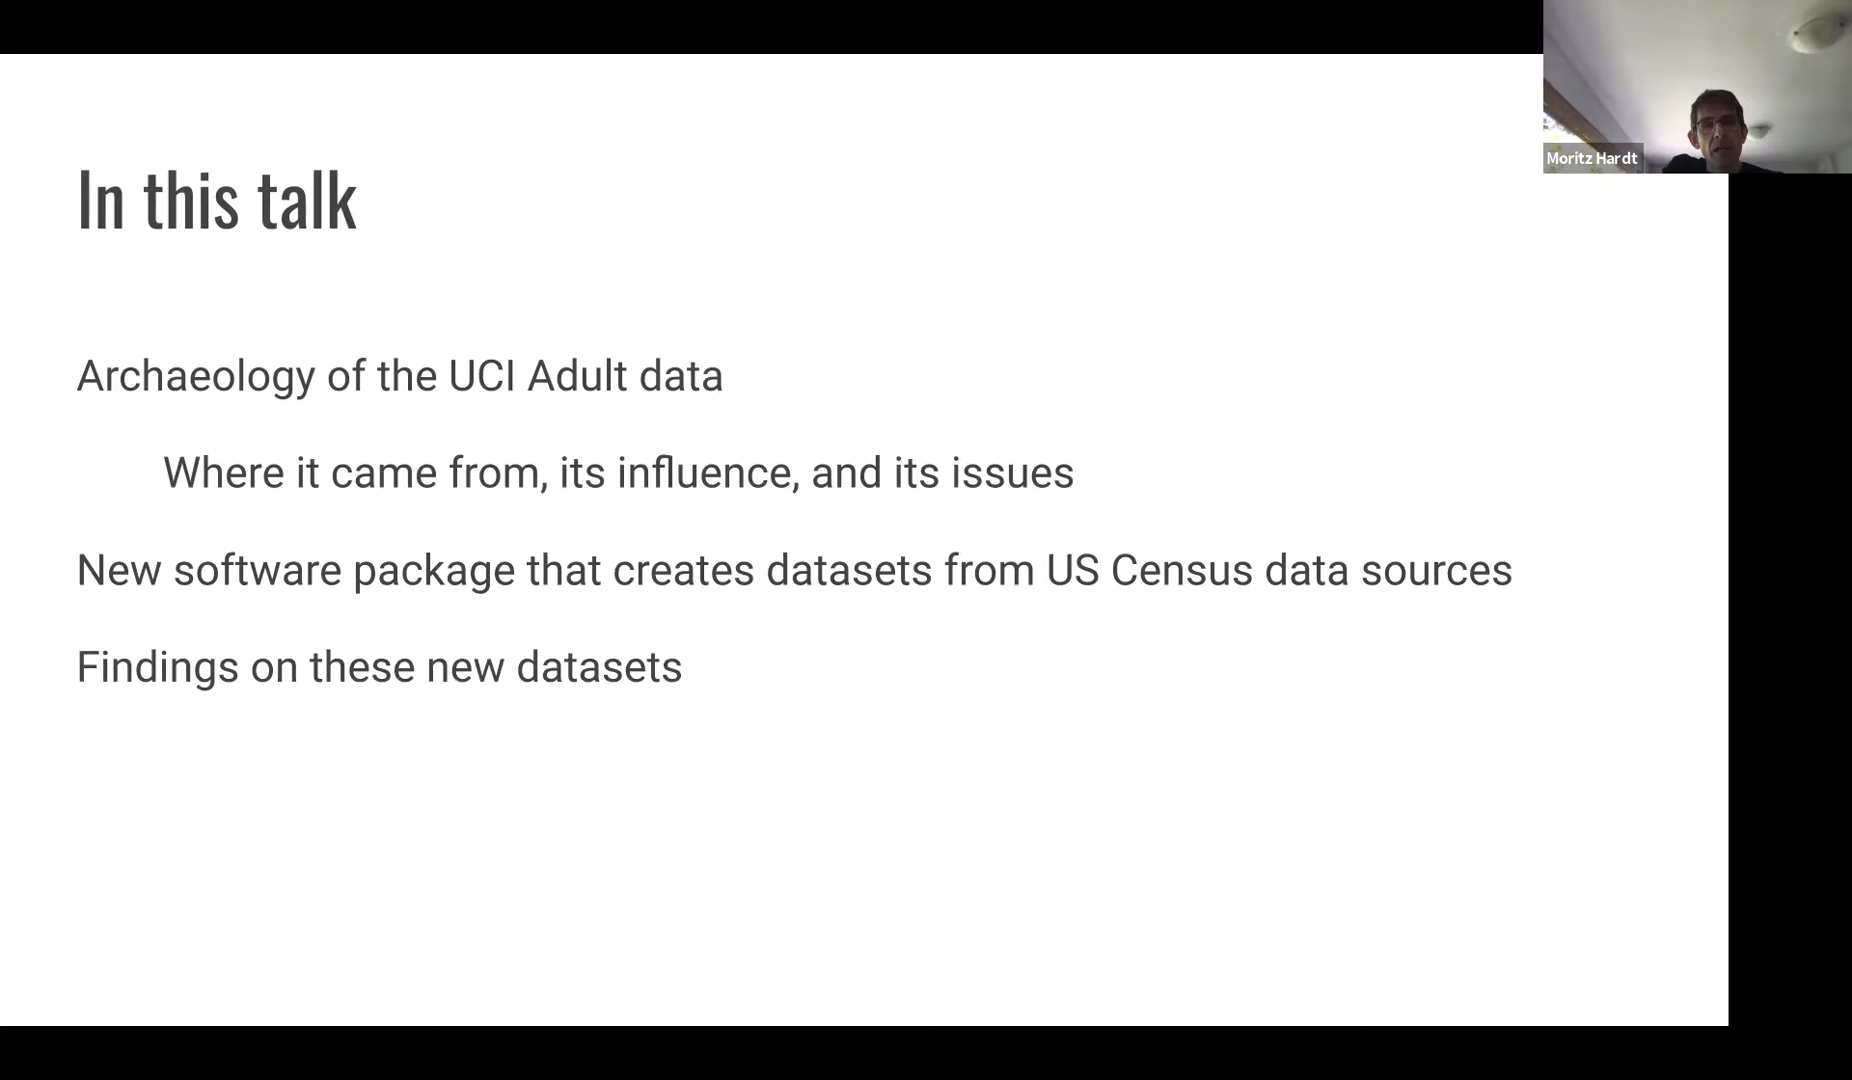 Moritz Hardt
In this talk
Archaeology of the UCI Adult data
Where it came from, its influence, and its issues
New software package that creates datasets from US Census data sources
Findings on these new datasets